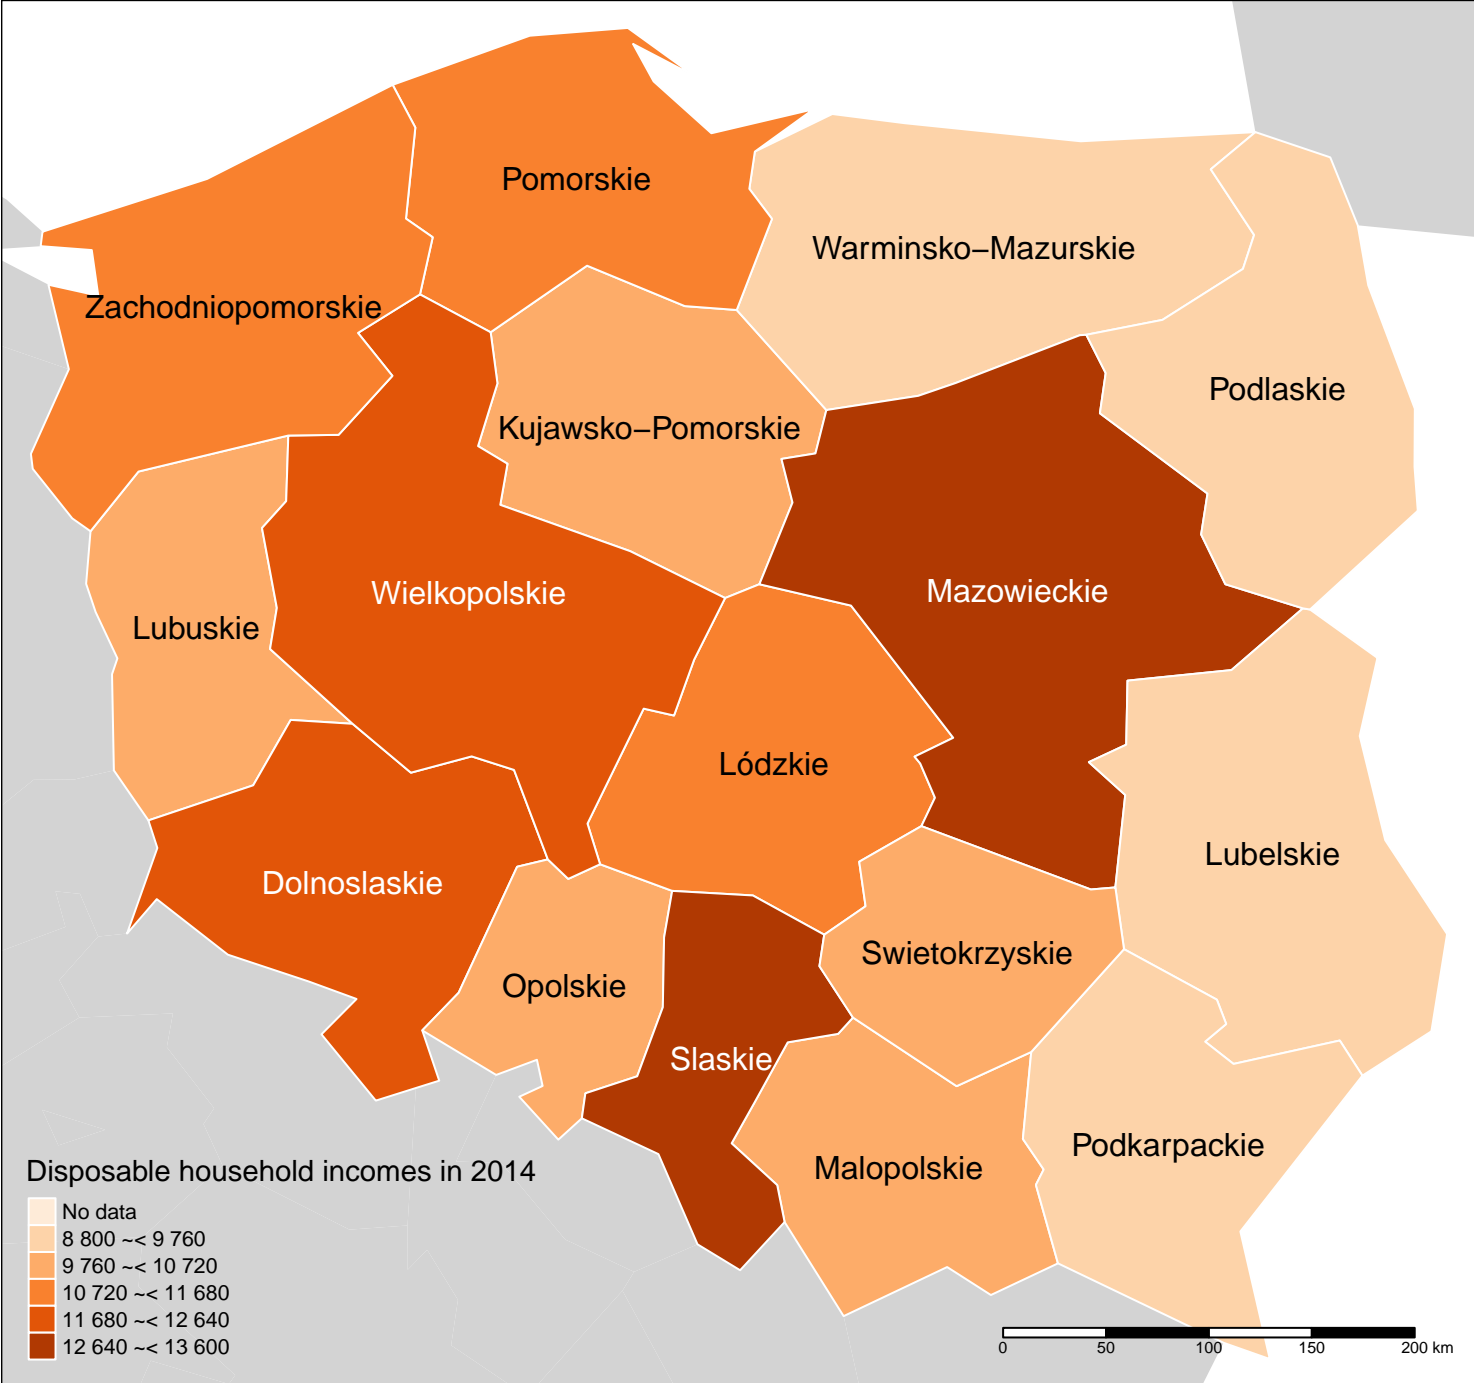 Pomorskie
Warminsko–Mazurskie
Zachodniopomorskie
Podlaskie
Kujawsko–Pomorskie
Wielkopolskie
Mazowieckie
Lubuskie
Lódzkie
Lubelskie
Dolnoslaskie
Swietokrzyskie
Opolskie
Slaskie
Podkarpackie
Malopolskie
Disposable household incomes in 2014
No data
8 800 ~< 9 760
9 760 ~< 10 720
10 720 ~< 11 680
11 680 ~< 12 640
12 640 ~< 13 600
0 50 100 150 200 km